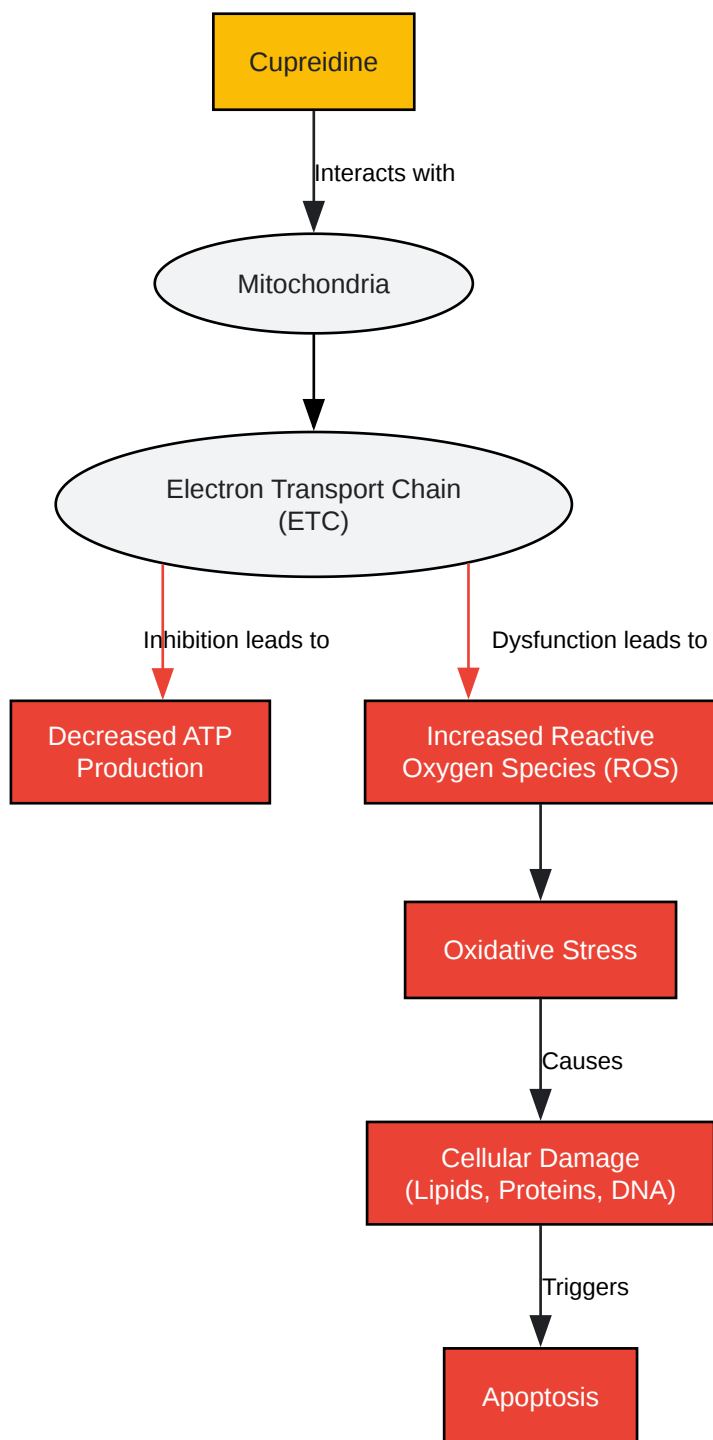 Cupreidine
Interacts with
Mitochondria
Electron Transport Chain
(ETC)
Inhibition leads to
Dysfunction leads to
Decreased ATP
Production
Increased Reactive
Oxygen Species (ROS)
Oxidative Stress
Causes
Cellular Damage
(Lipids, Proteins, DNA)
Triggers
Apoptosis